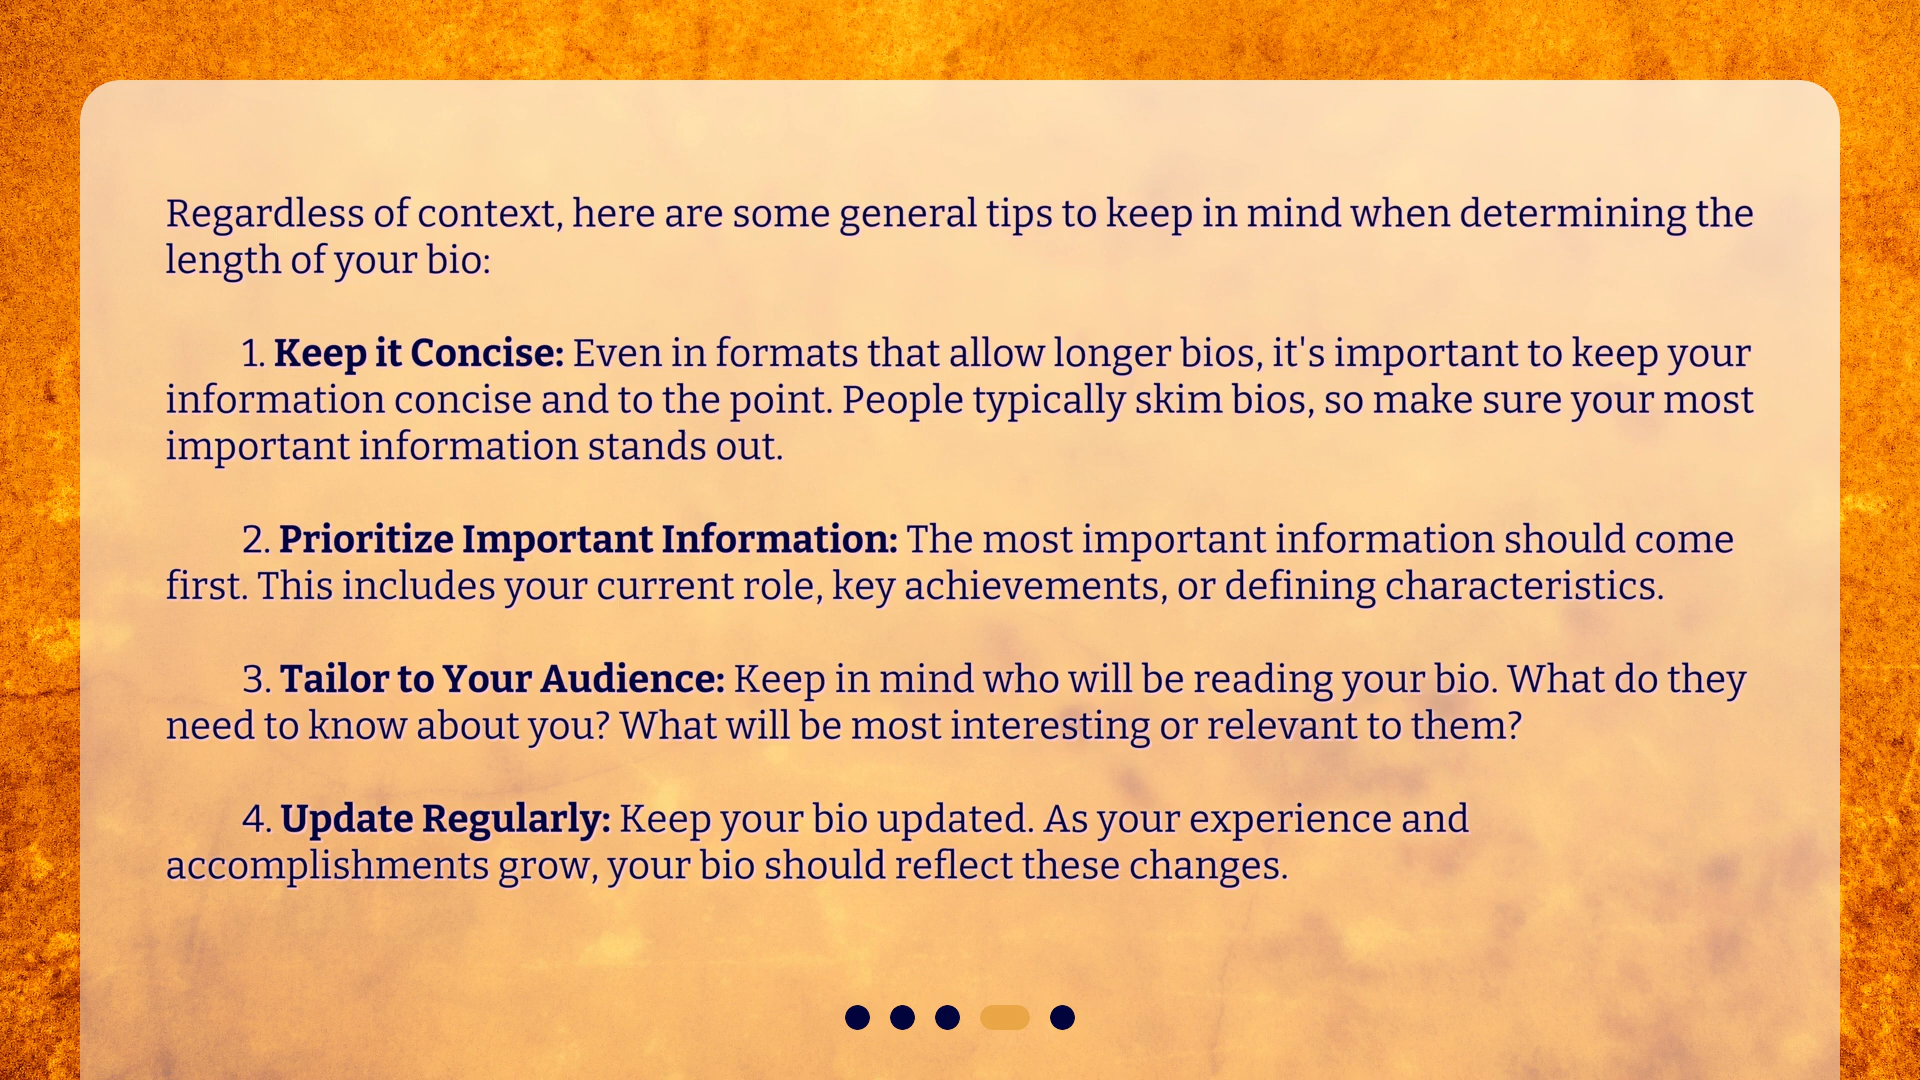 Regardless of context, here are some general tips to keep in mind when determining the
length of your bio:
1. Keep it Concise: Even in formats that allow longer bios, it's important to keep your
information concise and to the point. People typically skim bios, so make sure your most
important information stands out.
2. Prioritize Important Information: The most important information should come
first. This includes your current role, key achievements, or defining characteristics.
3. Tailor to Your Audience: Keep in mind who will be reading your bio. What do they
need to know about you? What will be most interesting or relevant to them?
4. Update Regularly: Keep your bio updated. As your experience and
accomplishments grow, your bio should reflect these changes.